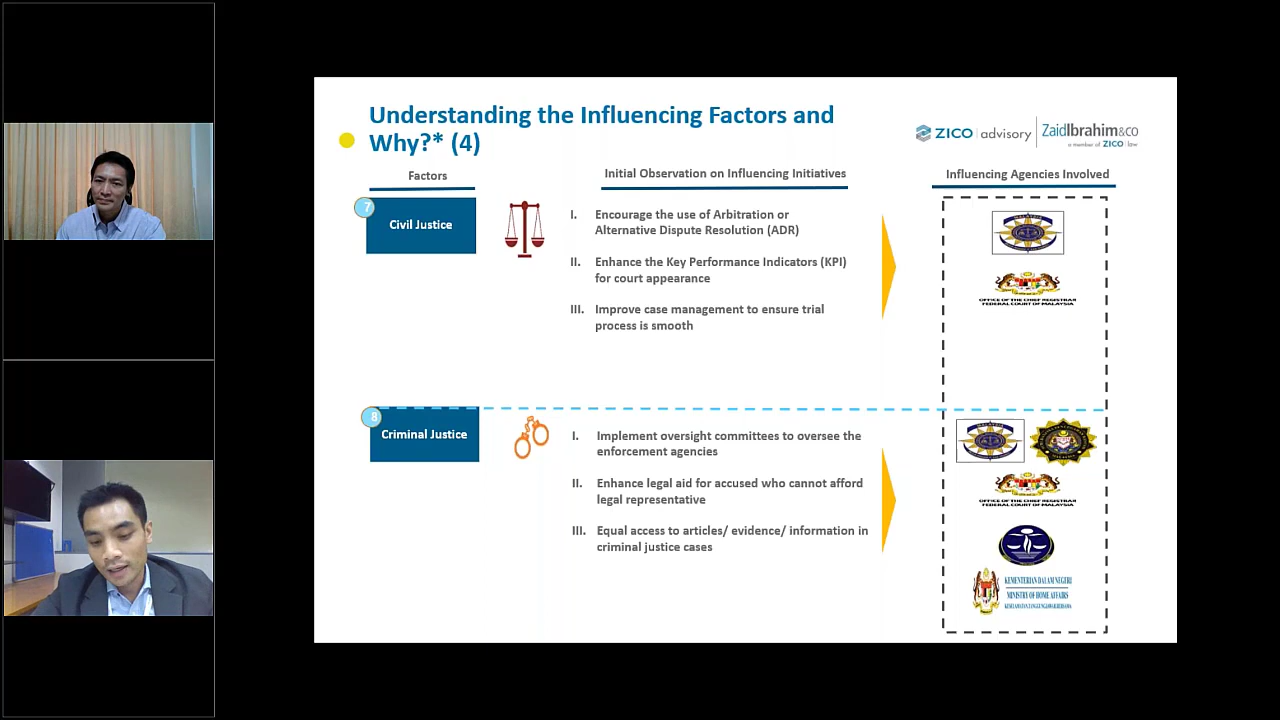 Understanding the Influencing Factors and
Why?* (4)
ZICO advisory
ZaidIbrahim&CO
a member of ZICO law
Factors
Initial Observation on Influencing Initiatives
Influencing Agencies Involved
7
Civil Justice
I. Encourage the use of Arbitration or
Alternative Dispute Resolution (ADR)
II. Enhance the Key Performance Indicators (KPI)
for court appearance
III. Improve case management to ensure trial
process is smooth
OFFICE OF THE CHIEF REGISTRAR
FEDERAL COURT OF MALAYSIA
8
Criminal Justice
I. Implement oversight committees to oversee the
enforcement agencies
II. Enhance legal aid for accused who cannot afford
legal representative
III. Equal access to articles/ evidence/ information in
criminal justice cases
MALAYSIA
OFFICE OF THE CHIEF REGISTRAR
FEDERAL COURT OF MALAYSIA
KEMENTERIAN DALAM NEGERI
MINISTRY OF HOME AFFAIRS